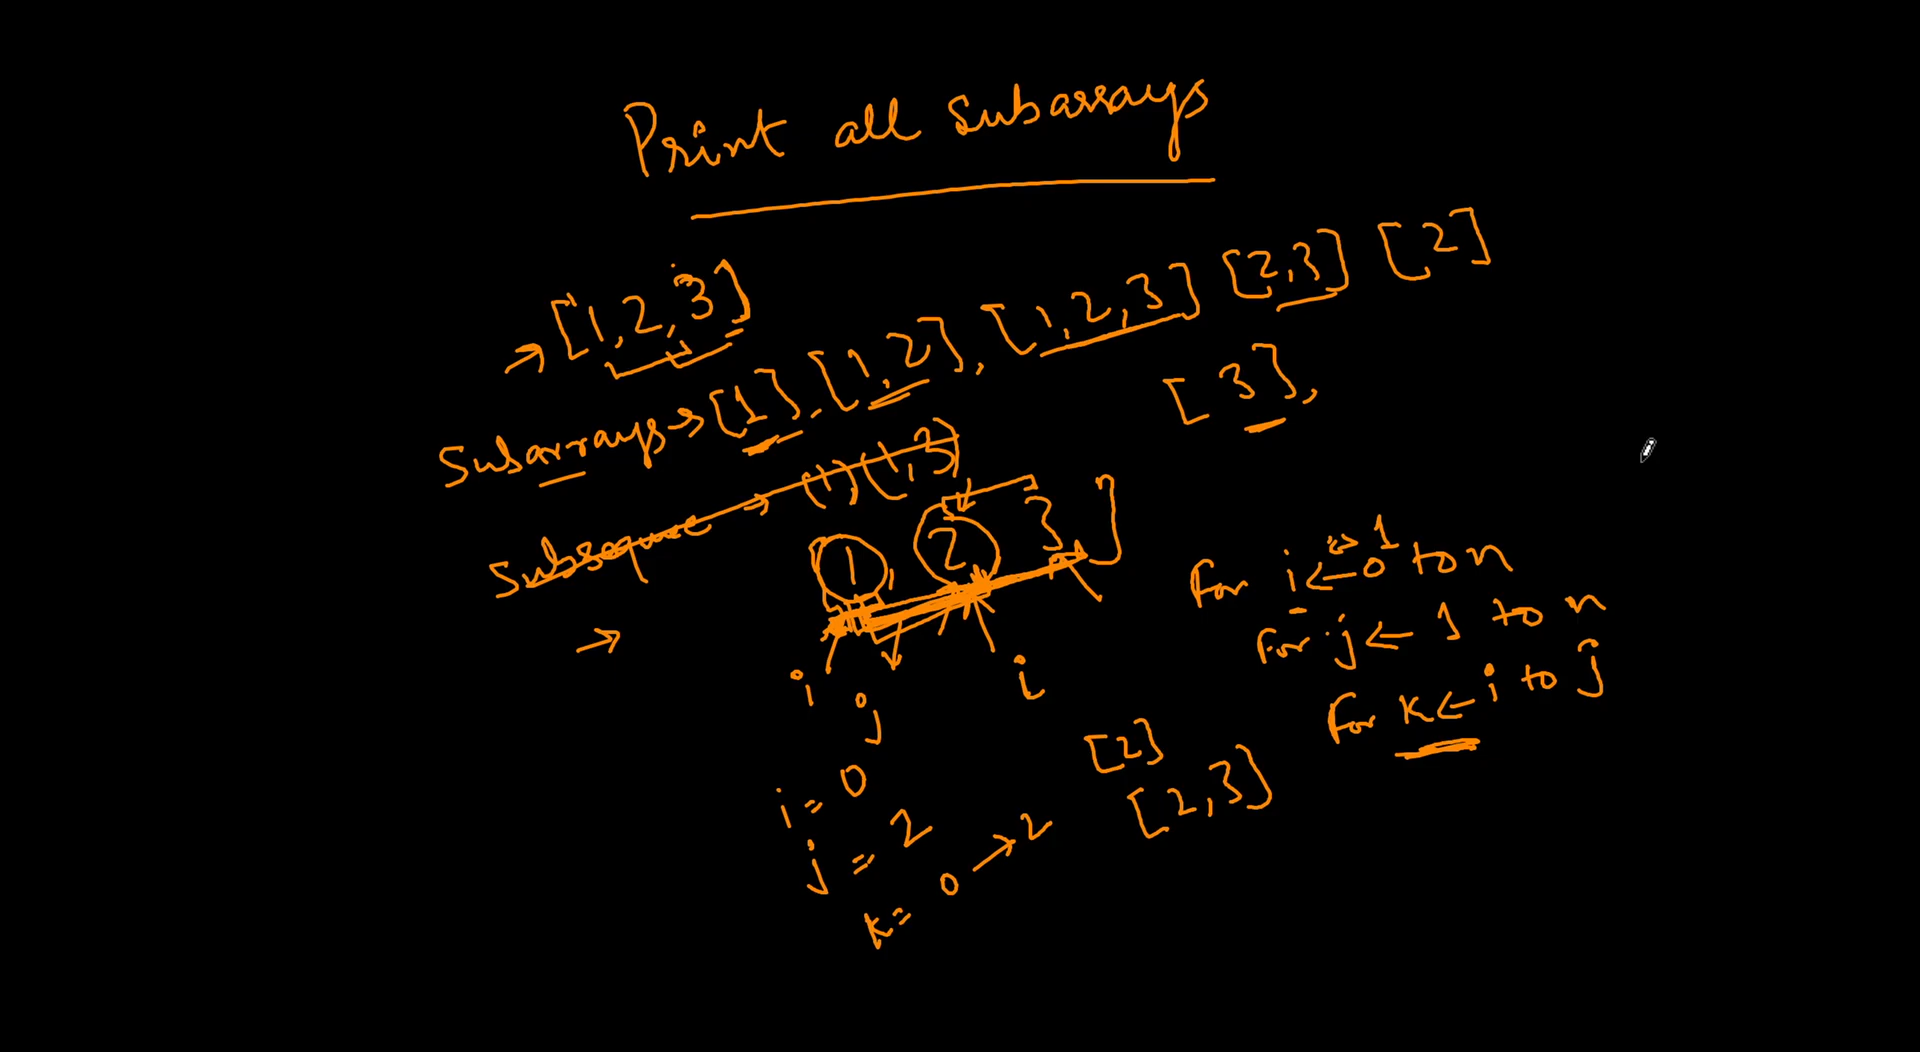 Print all subarrays
→ [1,2,3]
Subarrays → [1], [1,2], [1,2,3] [2,3] [2]
[3],
Subseque → (1),(1,3)
1 2 3]
→
i j i
i = 0
j = 2
k = 0 → 2
[2]
[2,3]
for i ← 0 to n
↔ 1
for j ← 1 to n
for k ← i to j